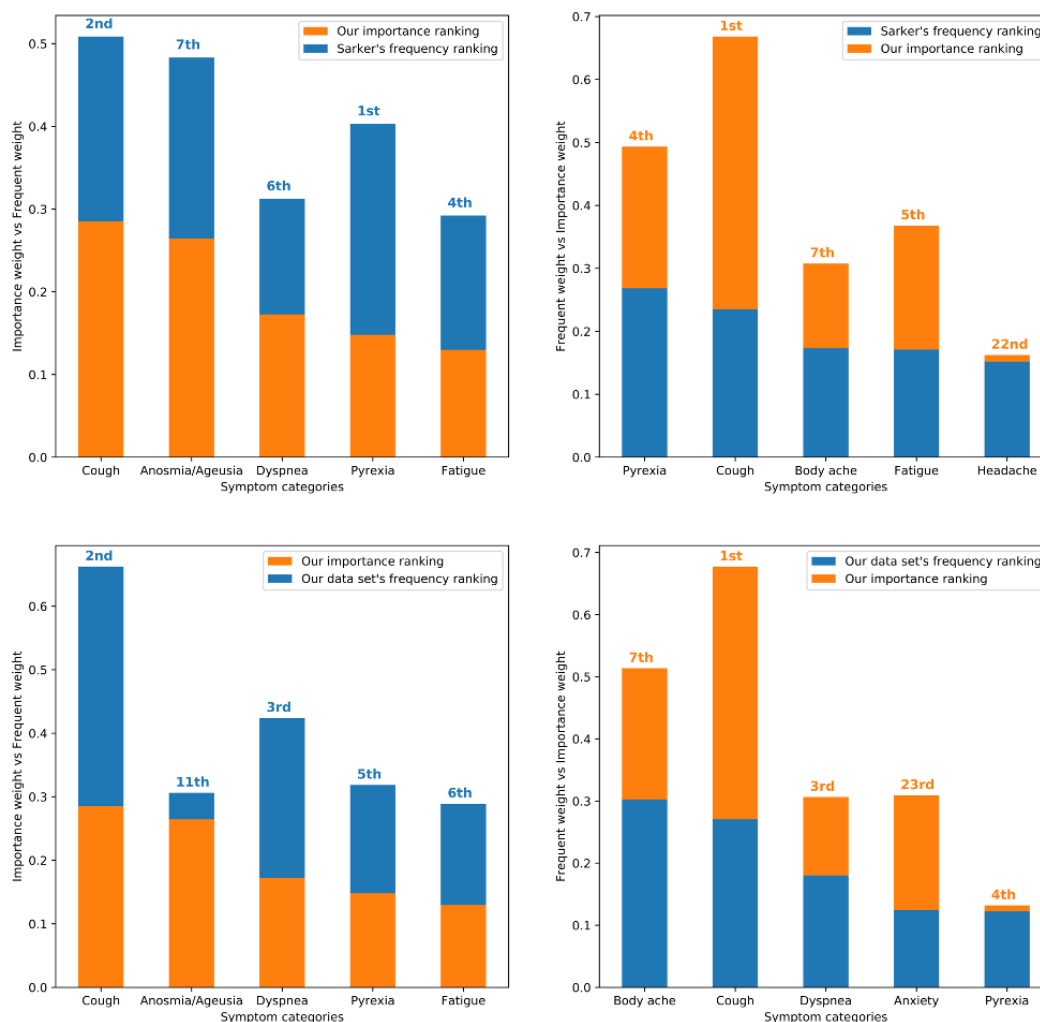 2nd
0.5
7th
Our importance ranking
Sarker's frequency ranking
1st
0.4
6th
4th
0.3
0.2
0.1
0.0
Importance weight vs Frequent weight
Cough Anosmia/Ageusia Dyspnea Pyrexia Fatigue
Symptom categories
0.7
1st
Sarker's frequency ranking
Our importance ranking
0.6
4th
0.5
5th
0.4
7th
0.3
22nd
0.2
0.1
0.0
Frequent weight vs Importance weight
Pyrexia Cough Body ache Fatigue Headache
Symptom categories
2nd
Our importance ranking
Our data set's frequency ranking
0.6
0.5
3rd
0.4
11th
5th
6th
0.3
0.2
0.1
0.0
Importance weight vs Frequent weight
Cough Anosmia/Ageusia Dyspnea Pyrexia Fatigue
Symptom categories
0.7
1st
Our data set's frequency ranking
Our importance ranking
0.6
7th
0.5
0.4
3rd
23rd
0.3
0.2
4th
0.1
0.0
Frequent weight vs Importance weight
Body ache Cough Dyspnea Anxiety Pyrexia
Symptom categories